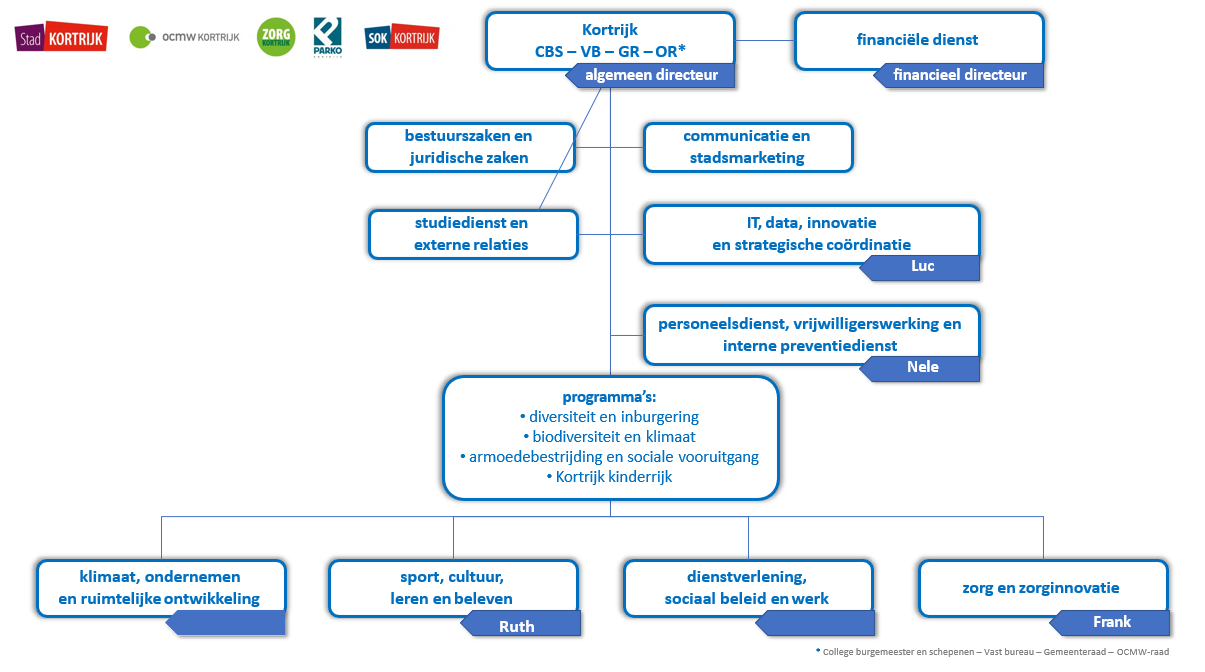 Stad KORTRIJK
ocmw KORTRIJK
ZORG
KORTRIJK
PARKO
SOK KORTRIJK
Kortrijk
CBS – VB – GR – OR*
algemeen directeur
financiële dienst
financieel directeur
bestuurszaken en
juridische zaken
communicatie en
stadsmarketing
studiedienst en
externe relaties
IT, data, innovatie
en strategische coördinatie
Luc
personeelsdienst, vrijwilligerswerking en
interne preventiedienst
Nele
programma's:
• diversiteit en inburgering
• biodiversiteit en klimaat
• armoedebestrijding en sociale vooruitgang
• Kortrijk kinderrijk
klimaat, ondernemen
en ruimtelijke ontwikkeling
sport, cultuur,
leren en beleven
Ruth
dienstverlening,
sociaal beleid en werk
zorg en zorginnovatie
Frank
* College burgemeester en schepenen – Vast bureau – Gemeenteraad – OCMW-raad